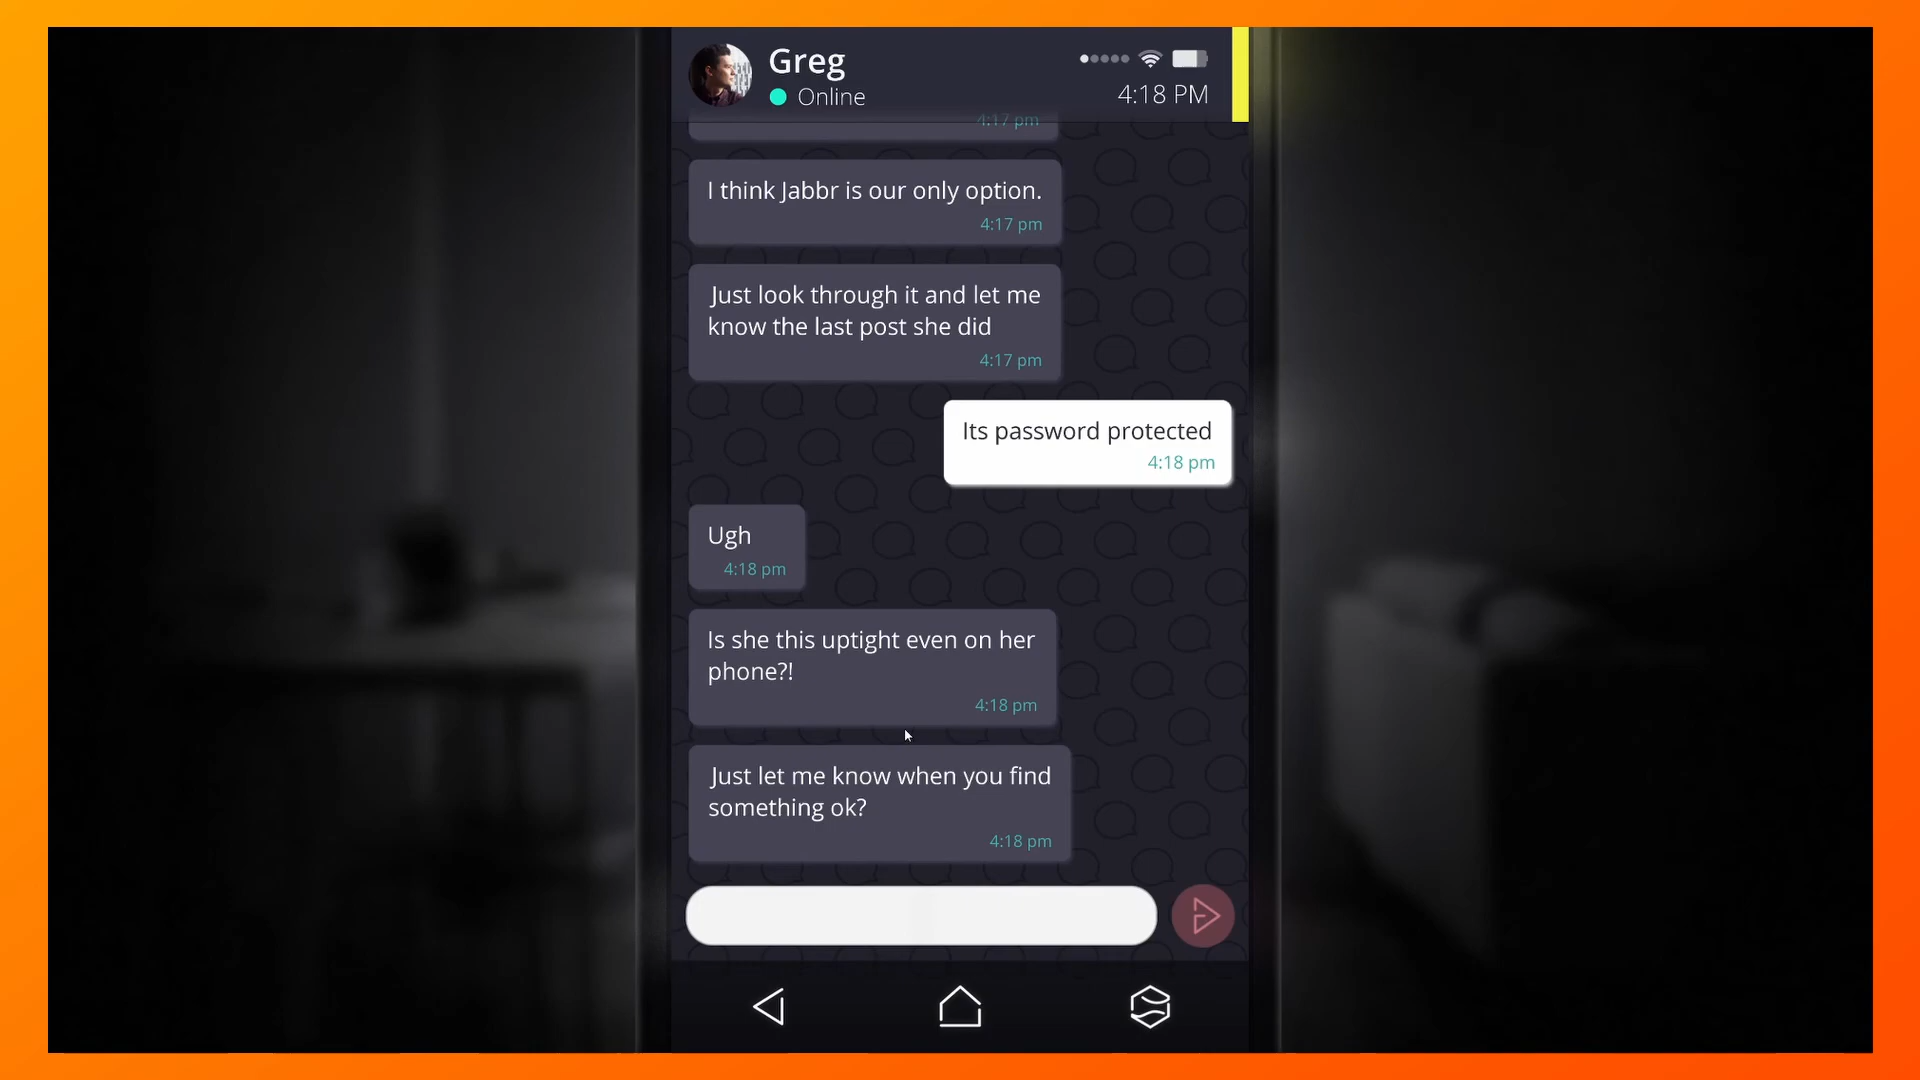 Greg
Online
4:18 PM
4:17 pm
I think Jabbr is our only option.
4:17 pm
Just look through it and let me
know the last post she did
4:17 pm
Its password protected
4:18 pm
Ugh
4:18 pm
Is she this uptight even on her
phone?!
4:18 pm
Just let me know when you find
something ok?
4:18 pm